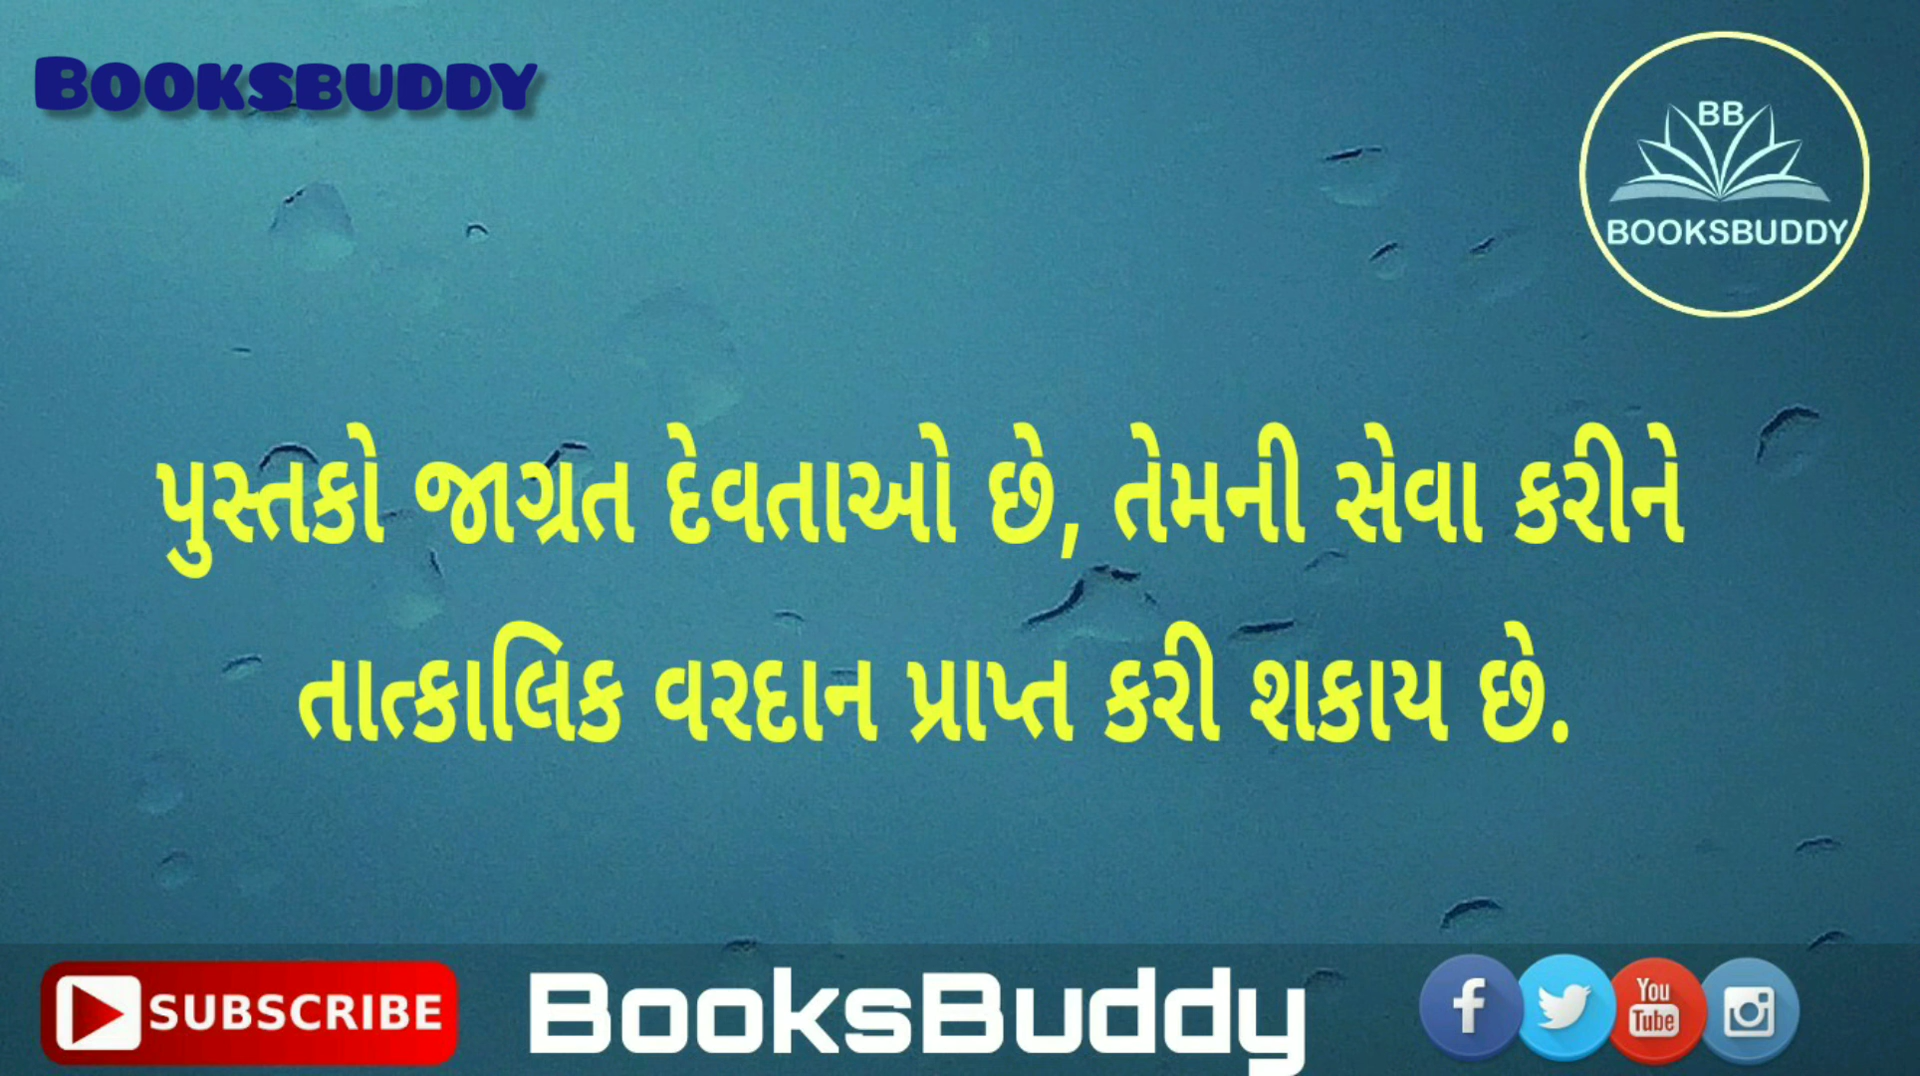 BOOKSBUDDY
BB
BOOKSBUDDY
પુસ્તકો જાગ્રત દેવતાઓ છે, તેમની સેવા કરીને
તાત્કાલિક વરદાન પ્રાપ્ત કરી શકાય છે.
SUBSCRIBE
BooksBuddy
f
You
Tube